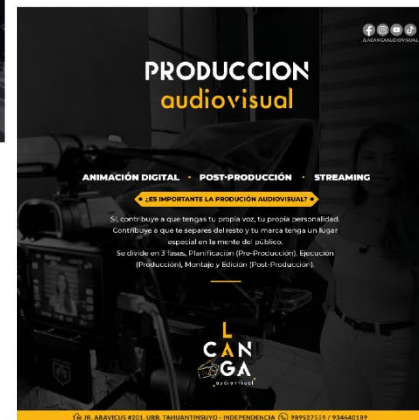 JLACANGAAUDIOVISUAL
PRODUCCION
audiovisual
ANIMACIÓN DIGITAL · POST-PRODUCCIÓN · STREAMING
¿ES IMPORTANTE LA PRODUCIÓN AUDIOVISUAL?
Sí, contribuye a que tengas tu propia voz, tu propia personalidad.
Contribuye a que te separes del resto y tu marca tenga un lugar
especial en la mente del público.
Se divide en 3 fases, Planificación (Pre-Producción), Ejecución
(Producción), Montaje y Edición (Post-Producción).
L
CAN
GA
audiovisual
JR. ARAVICUS #201, URB. TAHUANTINSUYO - INDEPENDENCIA 989527559 / 934640189